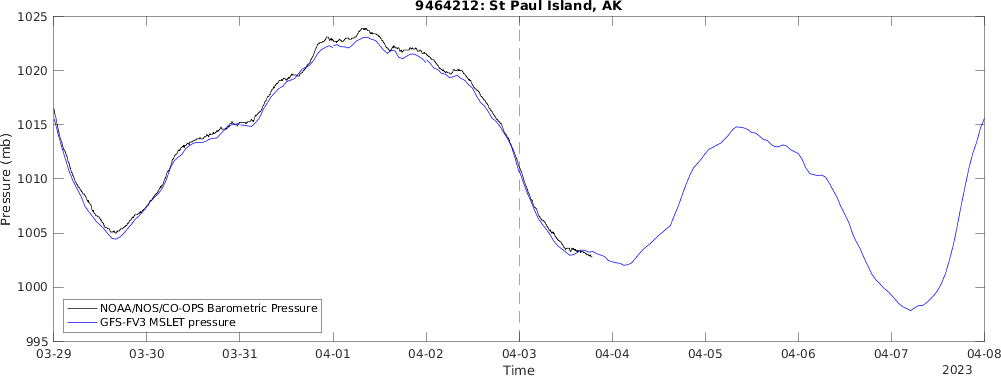 9464212: St Paul Island, AK
Pressure (mb)
1025
1020
1015
1010
1005
1000
995
NOAA/NOS/CO-OPS Barometric Pressure
GFS-FV3 MSLET pressure
03-29 03-30 03-31 04-01 04-02 04-03 04-04 04-05 04-06 04-07 04-08
Time
2023